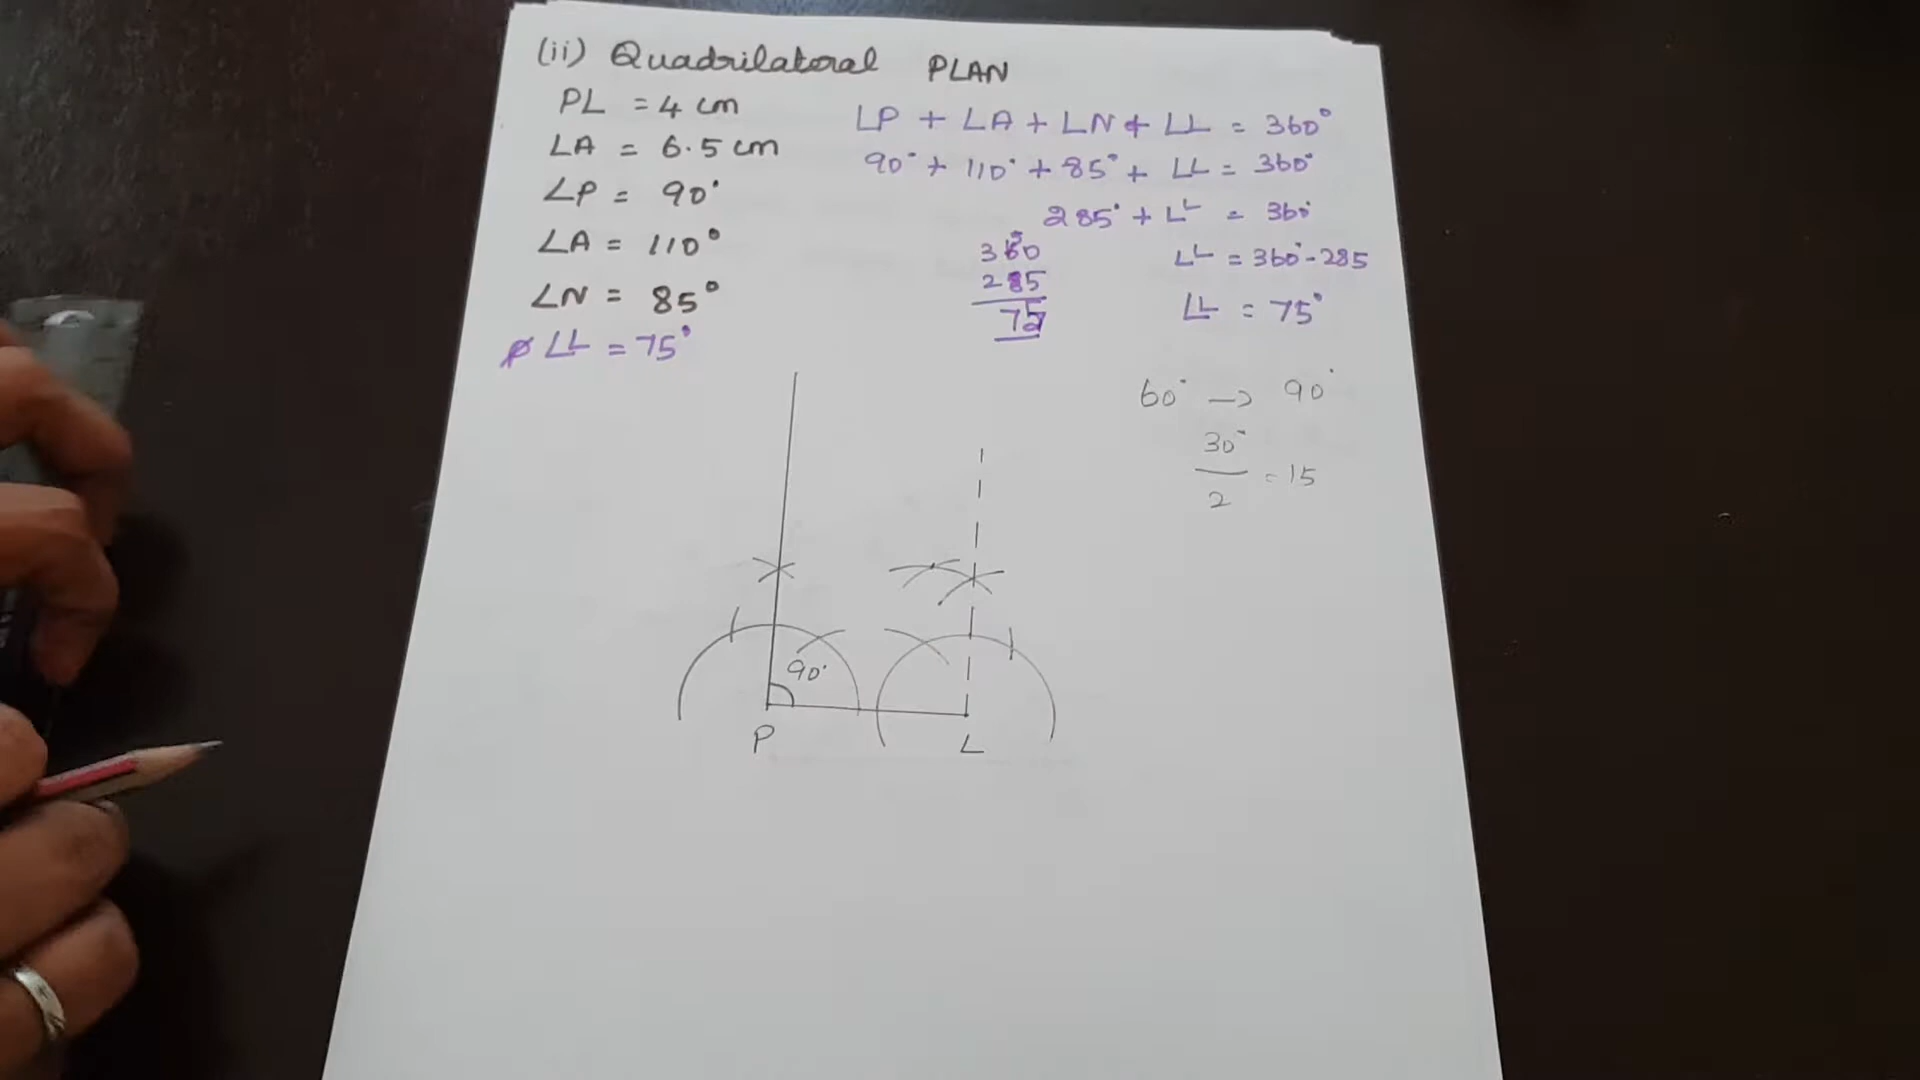 (ii) Quadrilateral PLAN
PL = 4 cm
LA = 6.5 cm
∠P = 90°
∠A = 110°
∠N = 85°
∠L = 75°
∠P + ∠A + ∠N + ∠L = 360°
90° + 110° + 85° + ∠L = 360°
285° + ∠L = 360°
∠L = 360° - 285
∠L = 75°
360
285
75
60° → 90°
30°
2
= 15
90°
P L